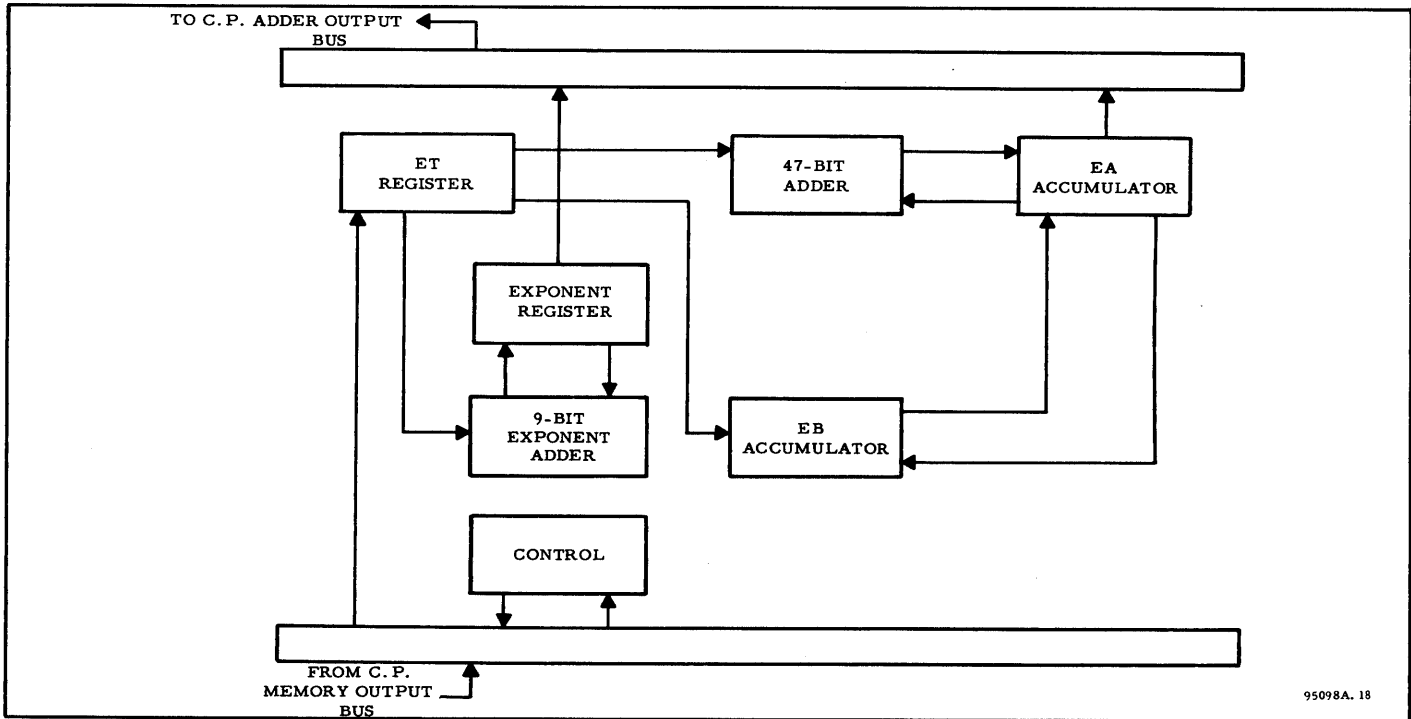 TO C.P. ADDER OUTPUT
BUS
ET
REGISTER
47-BIT
ADDER
EA
ACCUMULATOR
EXPONENT
REGISTER
9-BIT
EXPONENT
ADDER
EB
ACCUMULATOR
CONTROL
FROM C.P.
MEMORY OUTPUT
BUS
95098A. 18